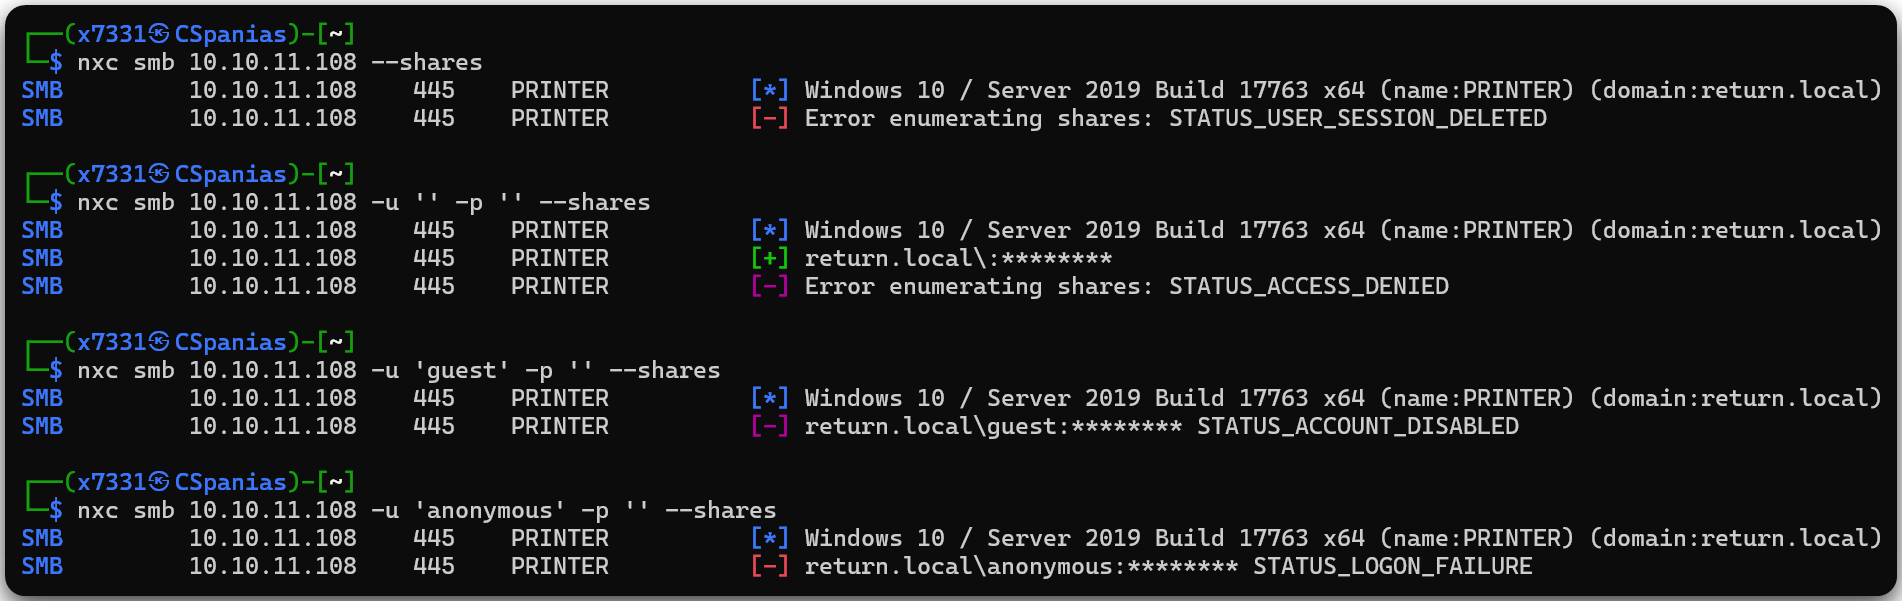 ┌──(x7331㉿CSpanias)-[~]
└─$ nxc smb 10.10.11.108 --shares
SMB         10.10.11.108    445    PRINTER          [*] Windows 10 / Server 2019 Build 17763 x64 (name:PRINTER) (domain:return.local)
SMB         10.10.11.108    445    PRINTER          [-] Error enumerating shares: STATUS_USER_SESSION_DELETED

┌──(x7331㉿CSpanias)-[~]
└─$ nxc smb 10.10.11.108 -u '' -p '' --shares
SMB         10.10.11.108    445    PRINTER          [*] Windows 10 / Server 2019 Build 17763 x64 (name:PRINTER) (domain:return.local)
SMB         10.10.11.108    445    PRINTER          [+] return.local\:********
SMB         10.10.11.108    445    PRINTER          [-] Error enumerating shares: STATUS_ACCESS_DENIED

┌──(x7331㉿CSpanias)-[~]
└─$ nxc smb 10.10.11.108 -u 'guest' -p '' --shares
SMB         10.10.11.108    445    PRINTER          [*] Windows 10 / Server 2019 Build 17763 x64 (name:PRINTER) (domain:return.local)
SMB         10.10.11.108    445    PRINTER          [-] return.local\guest:******** STATUS_ACCOUNT_DISABLED

┌──(x7331㉿CSpanias)-[~]
└─$ nxc smb 10.10.11.108 -u 'anonymous' -p '' --shares
SMB         10.10.11.108    445    PRINTER          [*] Windows 10 / Server 2019 Build 17763 x64 (name:PRINTER) (domain:return.local)
SMB         10.10.11.108    445    PRINTER          [-] return.local\anonymous:******** STATUS_LOGON_FAILURE